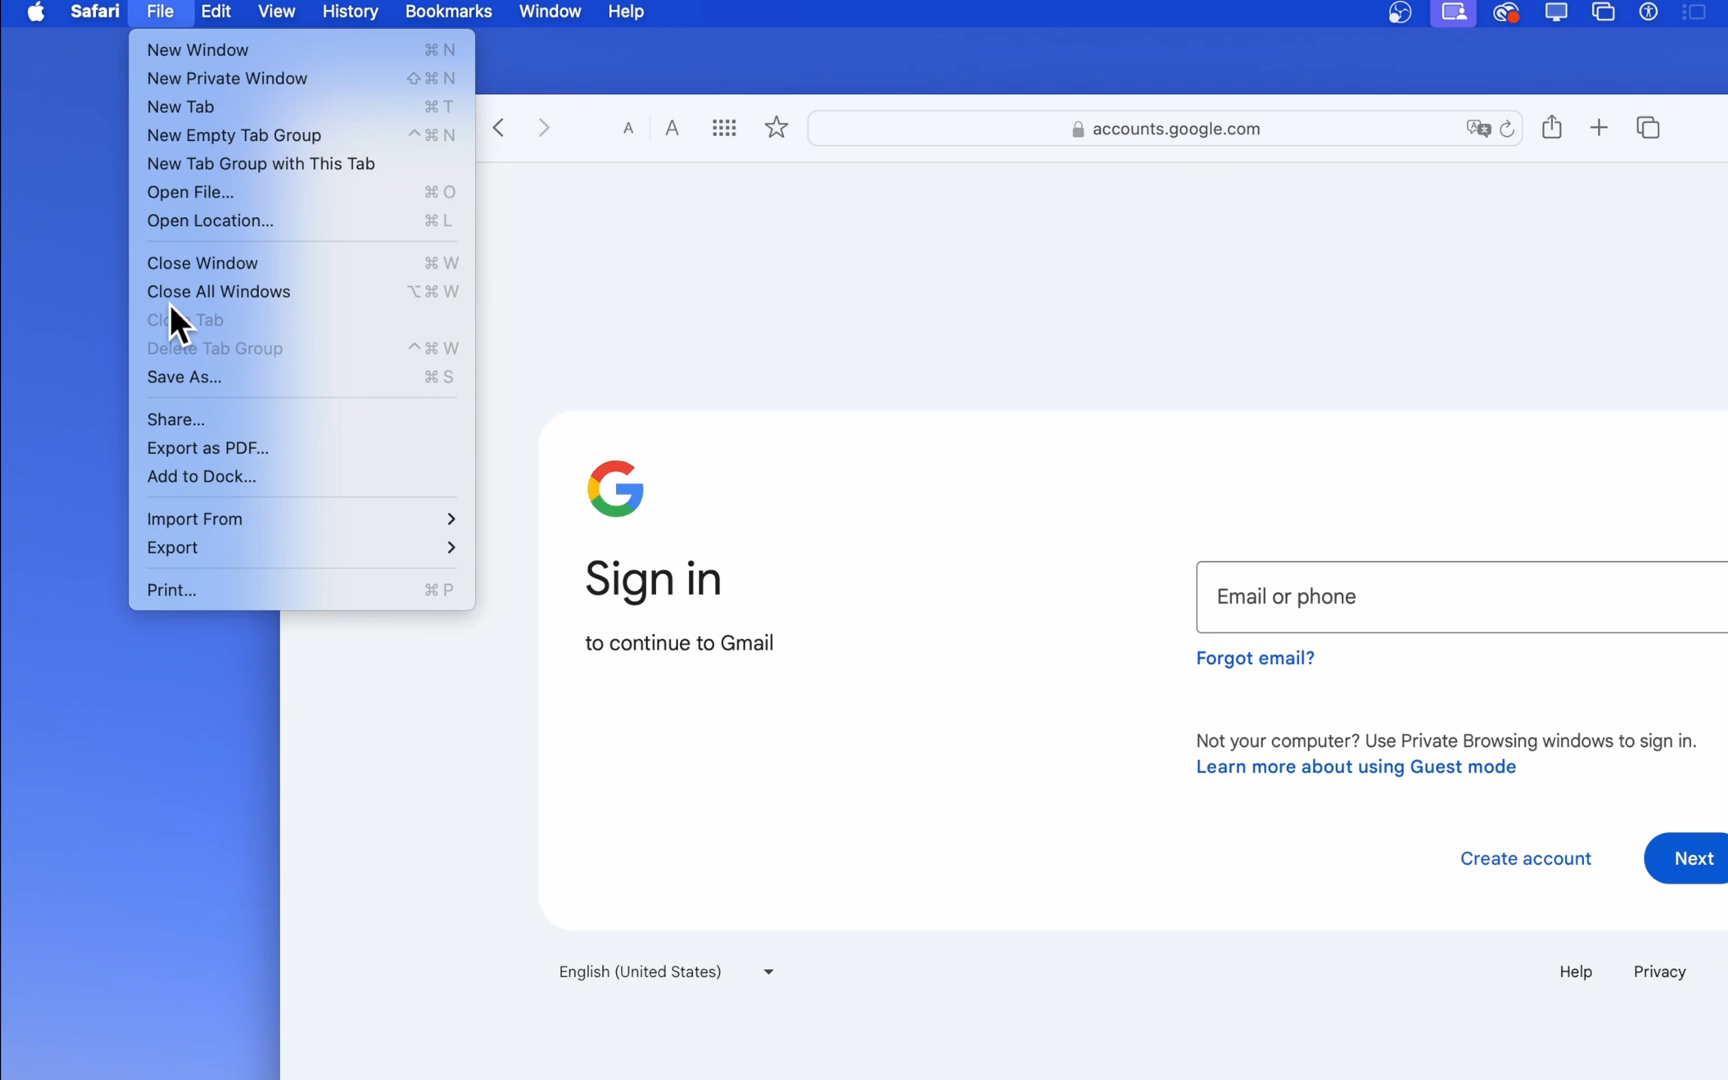 Safari File Edit View History Bookmarks Window Help
New Window ⌘ N
New Private Window ⇧ ⌘ N
New Tab ⌘ T
New Empty Tab Group ^ ⌘ N
New Tab Group with This Tab
Open File... ⌘ O
Open Location... ⌘ L
Close Window ⌘ W
Close All Windows ⌥ ⌘ W
Tab
Delete Tab Group ^ ⌘ W
Save As... ⌘ S
Share...
Export as PDF...
Add to Dock...
Import From
Export
Print... ⌘ P
A A
accounts.google.com
Sign in
to continue to Gmail
Email or phone
Forgot email?
Not your computer? Use Private Browsing windows to sign in.
Learn more about using Guest mode
Create account Next
English (United States) Help Privacy